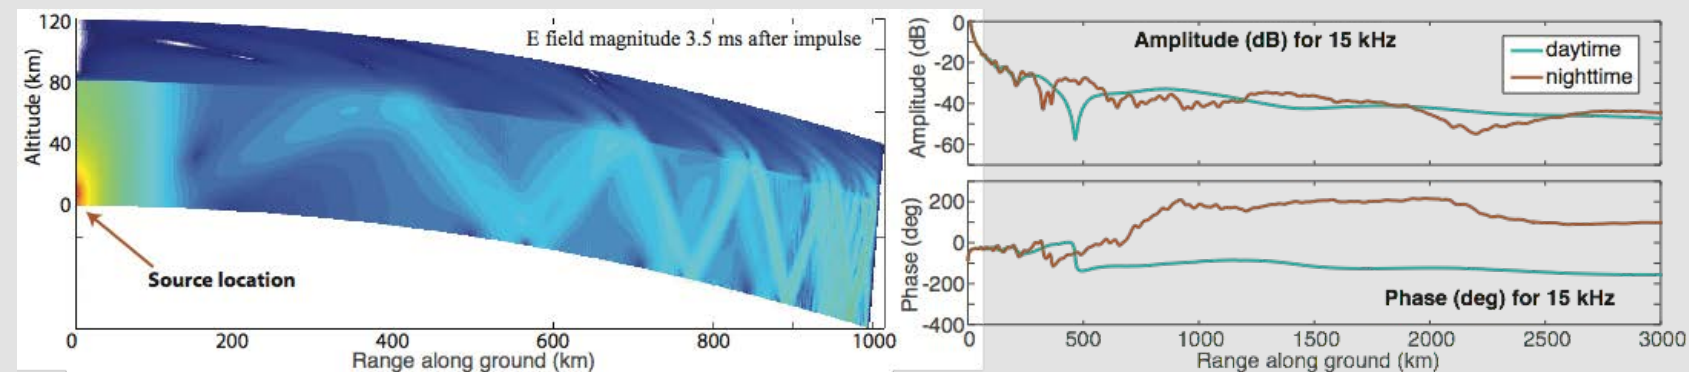 E field magnitude 3.5 ms after impulse
Altitude (km)
120
80
40
0
Source location
0
200
400
600
800
1000
Range along ground (km)
Amplitude (dB) for 15 kHz
daytime
nighttime
Amplitude (dB)
0
-20
-40
-60
Phase (deg)
200
0
-200
-400
Phase (deg) for 15 kHz
0
500
1000
1500
2000
2500
3000
Range along ground (km)